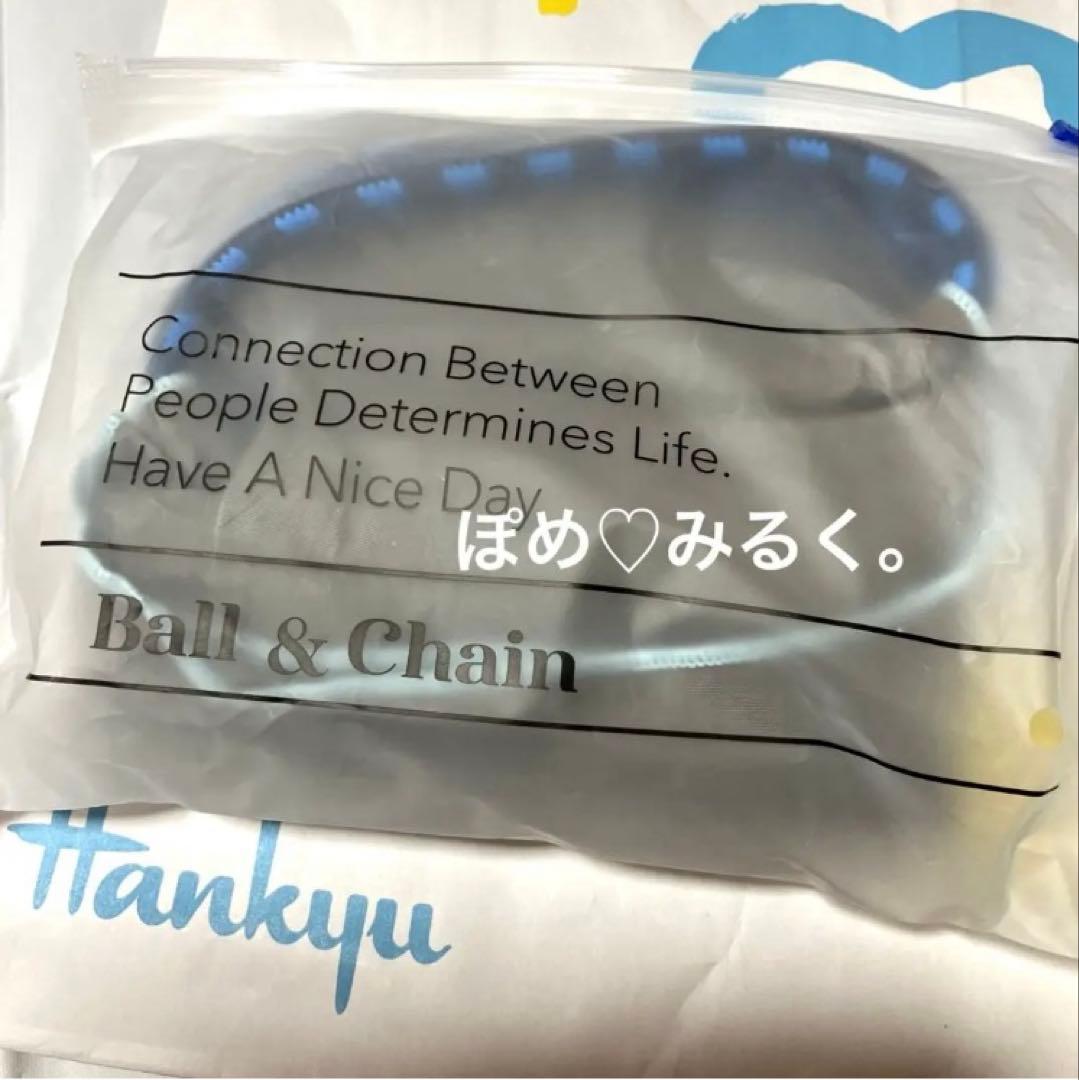 Connection Between
People Determines Life.
Have A Nice Day
ぽめ♡みるく。
Ball & Chain
Hankyu